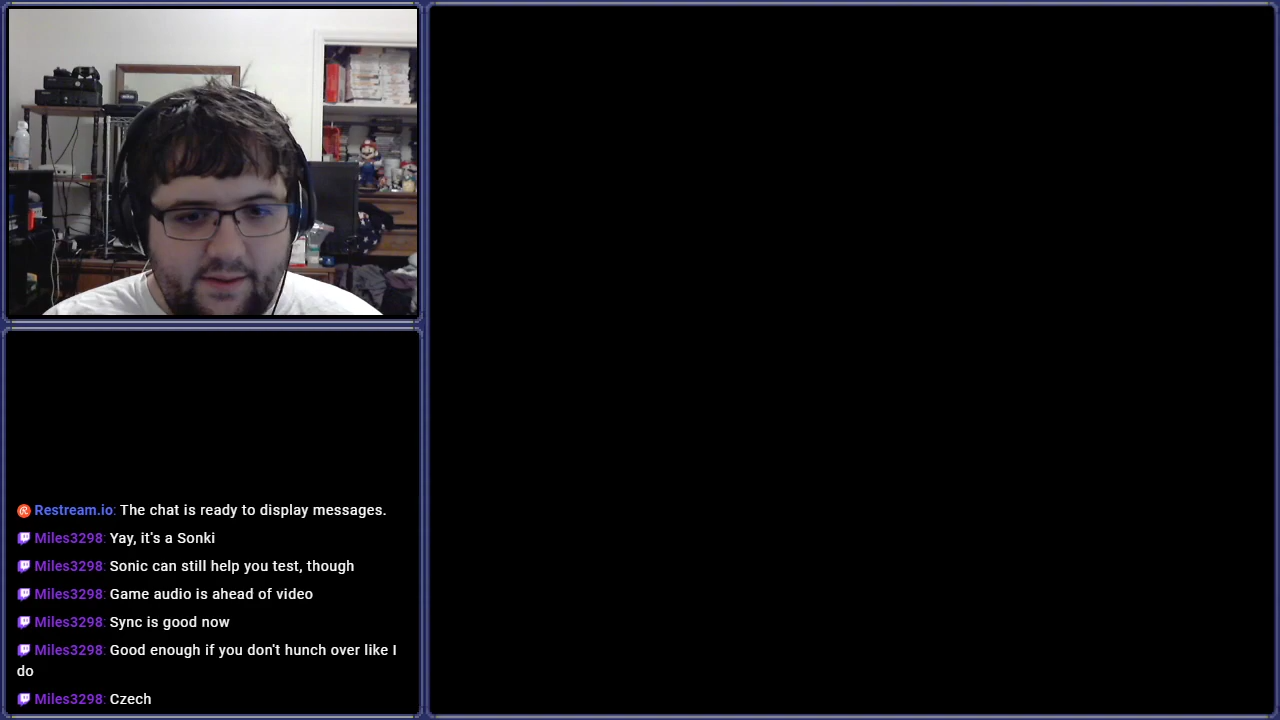 Restream.io: The chat is ready to display messages.
Miles3298: Yay, it's a Sonki
Miles3298: Sonic can still help you test, though
Miles3298: Game audio is ahead of video
Miles3298: Sync is good now
Miles3298: Good enough if you don't hunch over like I
do
Miles3298: Czech